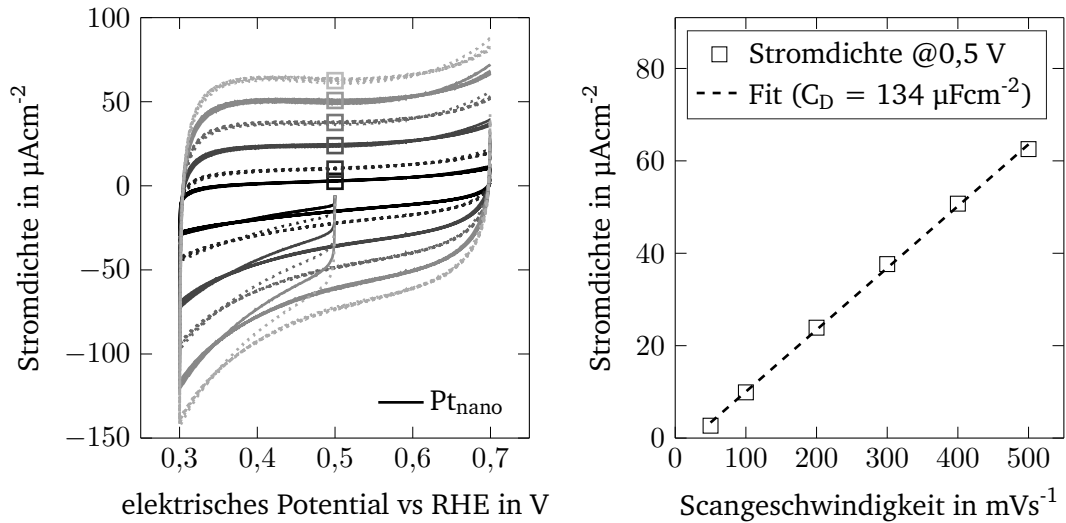 100
50
0
−50
−100
−150
0,3 0,4 0,5 0,6 0,7
Stromdichte in µAcm-2
elektrisches Potential vs RHE in V
Ptnano
80
60
40
20
0
0 100 200 300 400 500
Stromdichte in µAcm-2
Scangeschwindigkeit in mVs-1
Stromdichte @0,5 V
Fit (CD = 134 µFcm-2)